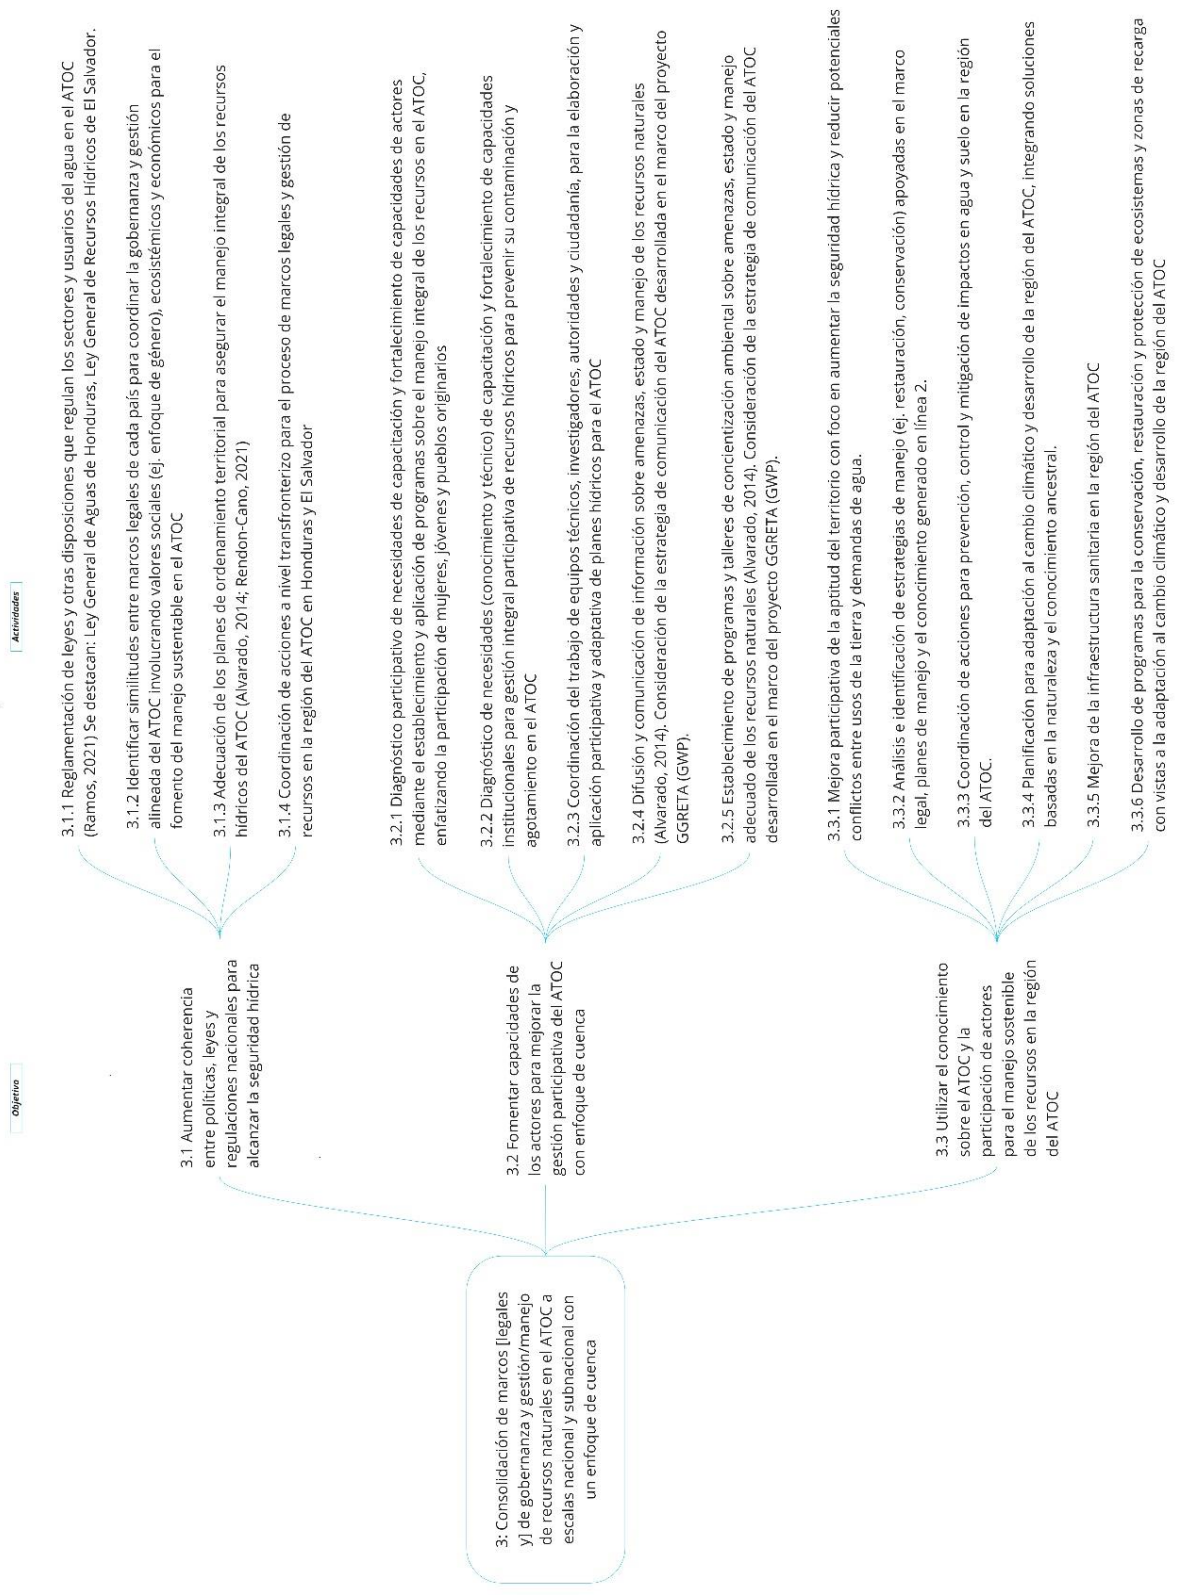 Objetivo
Actividades
3: Consolidación de marcos [legales
y] de gobernanza y gestión/manejo
de recursos naturales en el ATOC a
escalas nacional y subnacional con
un enfoque de cuenca
3.1 Aumentar coherencia
entre políticas, leyes y
regulaciones nacionales para
alcanzar la seguridad hídrica
3.1.1 Reglamentación de leyes y otras disposiciones que regulan los sectores y usuarios del agua en el ATOC
(Ramos, 2021) Se destacan: Ley General de Aguas de Honduras, Ley General de Recursos Hídricos de El Salvador.
3.1.2 Identificar similitudes entre marcos legales de cada país para coordinar la gobernanza y gestión
alineada del ATOC involucrando valores sociales (ej. enfoque de género), ecosistémicos y económicos para el
fomento del manejo sustentable en el ATOC
3.1.3 Adecuación de los planes de ordenamiento territorial para asegurar el manejo integral de los recursos
hídricos del ATOC (Alvarado, 2014; Rendon-Cano, 2021)
3.1.4 Coordinación de acciones a nivel transfronterizo para el proceso de marcos legales y gestión de
recursos en la región del ATOC en Honduras y El Salvador
3.2 Fomentar capacidades de
los actores para mejorar la
gestión participativa del ATOC
con enfoque de cuenca
3.2.1 Diagnóstico participativo de necesidades de capacitación y fortalecimiento de capacidades de actores
mediante el establecimiento y aplicación de programas sobre el manejo integral de los recursos en el ATOC,
enfatizando la participación de mujeres, jóvenes y pueblos originarios
3.2.2 Diagnóstico de necesidades (conocimiento y técnico) de capacitación y fortalecimiento de capacidades
institucionales para gestión integral participativa de recursos hídricos para prevenir su contaminación y
agotamiento en el ATOC
3.2.3 Coordinación del trabajo de equipos técnicos, investigadores, autoridades y ciudadanía, para la elaboración y
aplicación participativa y adaptativa de planes hídricos para el ATOC
3.2.4 Difusión y comunicación de información sobre amenazas, estado y manejo de los recursos naturales
(Alvarado, 2014). Consideración de la estrategia de comunicación del ATOC desarrollada en el marco del proyecto
GGRETA (GWP).
3.2.5 Establecimiento de programas y talleres de concientización ambiental sobre amenazas, estado y manejo
adecuado de los recursos naturales (Alvarado, 2014). Consideración de la estrategia de comunicación del ATOC
desarrollada en el marco del proyecto GGRETA (GWP).
3.3 Utilizar el conocimiento
sobre el ATOC y la
participación de actores
para el manejo sostenible
de los recursos en la región
del ATOC
3.3.1 Mejora participativa de la aptitud del territorio con foco en aumentar la seguridad hídrica y reducir potenciales
conflictos entre usos de la tierra y demandas de agua.
3.3.2 Análisis e identificación de estrategias de manejo (ej. restauración, conservación) apoyadas en el marco
legal, planes de manejo y el conocimiento generado en línea 2.
3.3.3 Coordinación de acciones para prevención, control y mitigación de impactos en agua y suelo en la región
del ATOC.
3.3.4 Planificación para adaptación al cambio climático y desarrollo de la región del ATOC, integrando soluciones
basadas en la naturaleza y el conocimiento ancestral.
3.3.5 Mejora de la infraestructura sanitaria en la región del ATOC
3.3.6 Desarrollo de programas para la conservación, restauración y protección de ecosistemas y zonas de recarga
con vistas a la adaptación al cambio climático y desarrollo de la región del ATOC